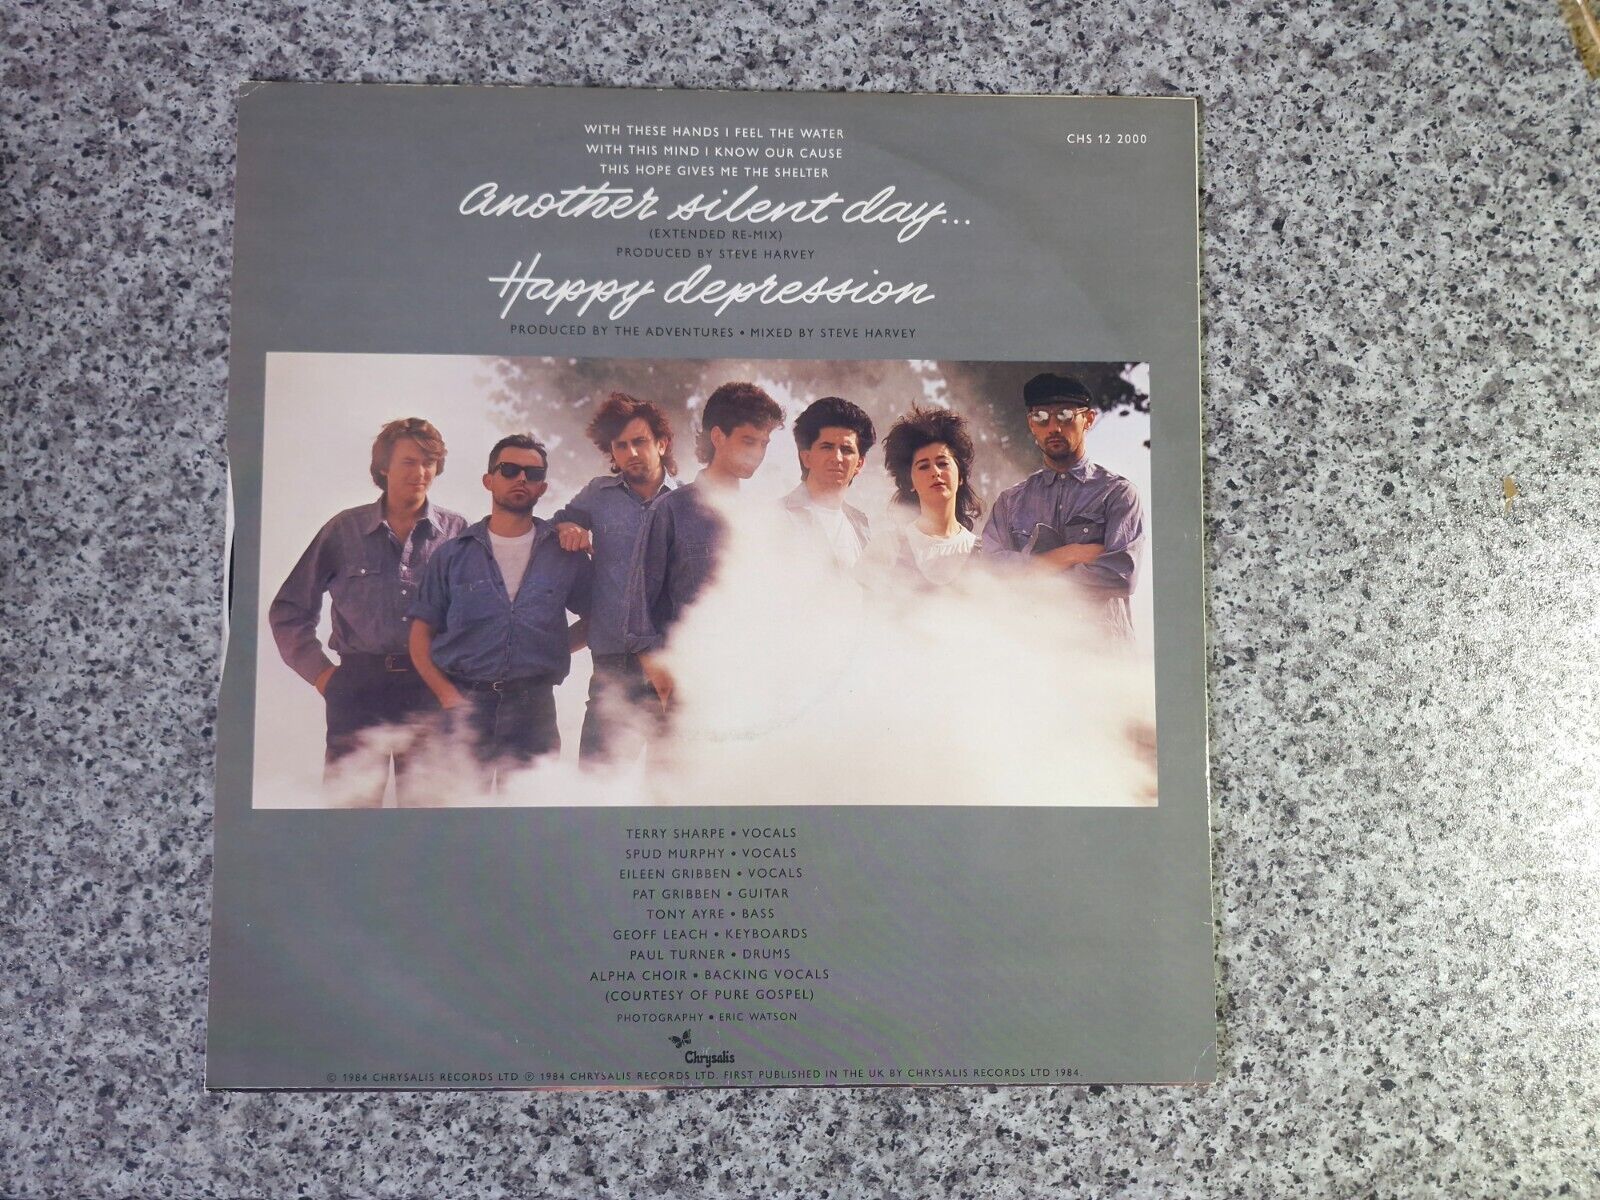 WITH THESE HANDS I FEEL THE WATER
CHS 12 2000
WITH THIS MIND I KNOW OUR CAUSE
THIS HOPE GIVES ME THE SHELTER
Another silent day...
(EXTENDED RE-MIX)
PRODUCED BY STEVE HARVEY
Happy depression
PRODUCED BY THE ADVENTURES • MIXED BY STEVE HARVEY
TERRY SHARPE • VOCALS
SPUD MURPHY • VOCALS
EILEEN GRIBBEN • VOCALS
PAT GRIBBEN • GUITAR
TONY AYRE • BASS
GEOFF LEACH • KEYBOARDS
PAUL TURNER • DRUMS
ALPHA CHOIR • BACKING VOCALS
(COURTESY OF PURE GOSPEL)
PHOTOGRAPHY • ERIC WATSON
Chrysalis
© 1984 CHRYSALIS RECORDS LTD ℗ 1984 CHRYSALIS RECORDS LTD. FIRST PUBLISHED IN THE UK BY CHRYSALIS RECORDS LTD 1984.